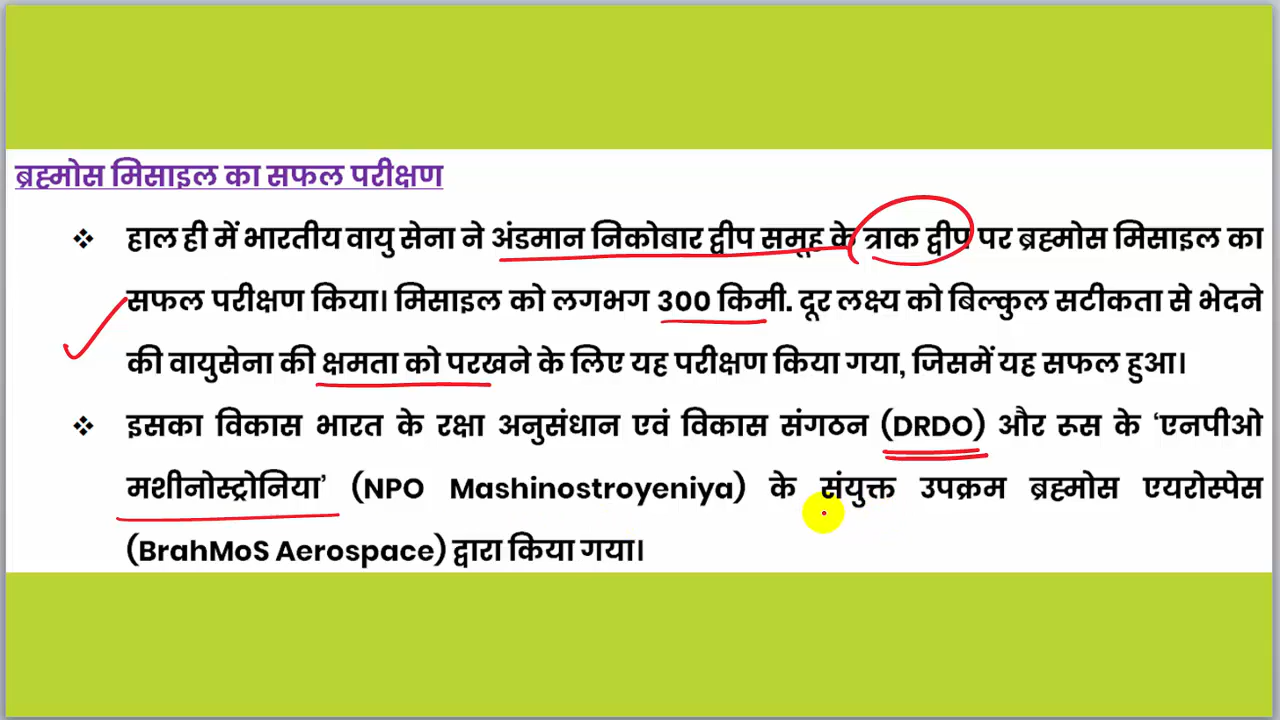 ब्रह्मोस मिसाइल का सफल परीक्षण
❖ हाल ही में भारतीय वायु सेना ने अंडमान निकोबार द्वीप समूह के त्राक द्वीप पर ब्रह्मोस मिसाइल का
सफल परीक्षण किया। मिसाइल को लगभग 300 किमी. दूर लक्ष्य को बिल्कुल सटीकता से भेदने
की वायुसेना की क्षमता को परखने के लिए यह परीक्षण किया गया, जिसमें यह सफल हुआ।
❖ इसका विकास भारत के रक्षा अनुसंधान एवं विकास संगठन (DRDO) और रूस के ‘एनपीओ
मशीनोस्ट्रोनिया’ (NPO Mashinostroyeniya) के संयुक्त उपक्रम ब्रह्मोस एयरोस्पेस
(BrahMoS Aerospace) द्वारा किया गया।